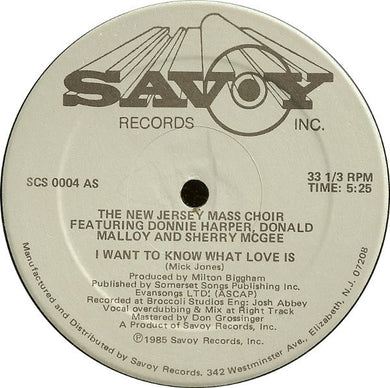 SAVOY
RECORDS INC.
SCS 0004 AS
33 1/3 RPM
TIME: 5:25
THE NEW JERSEY MASS CHOIR
FEATURING DONNIE HARPER, DONALD
MALLOY AND SHERRY MCGEE
I WANT TO KNOW WHAT LOVE IS
(Mick Jones)
Produced by Milton Biggham
Published by Somerset Songs Publishing Inc.
Evansongs LTD. (ASCAP)
Recorded at Broccoli Studios Eng: Josh Abbey
Vocal overdubbing & Mix at Right Track
Mastered by Don Grossinger
A Product of Savoy Records, Inc.
©1985 Savoy Records, Inc.
Manufactured and Distributed by Savoy Records, Inc. 342 Westminster Ave., Elizabeth, N.J. 07208